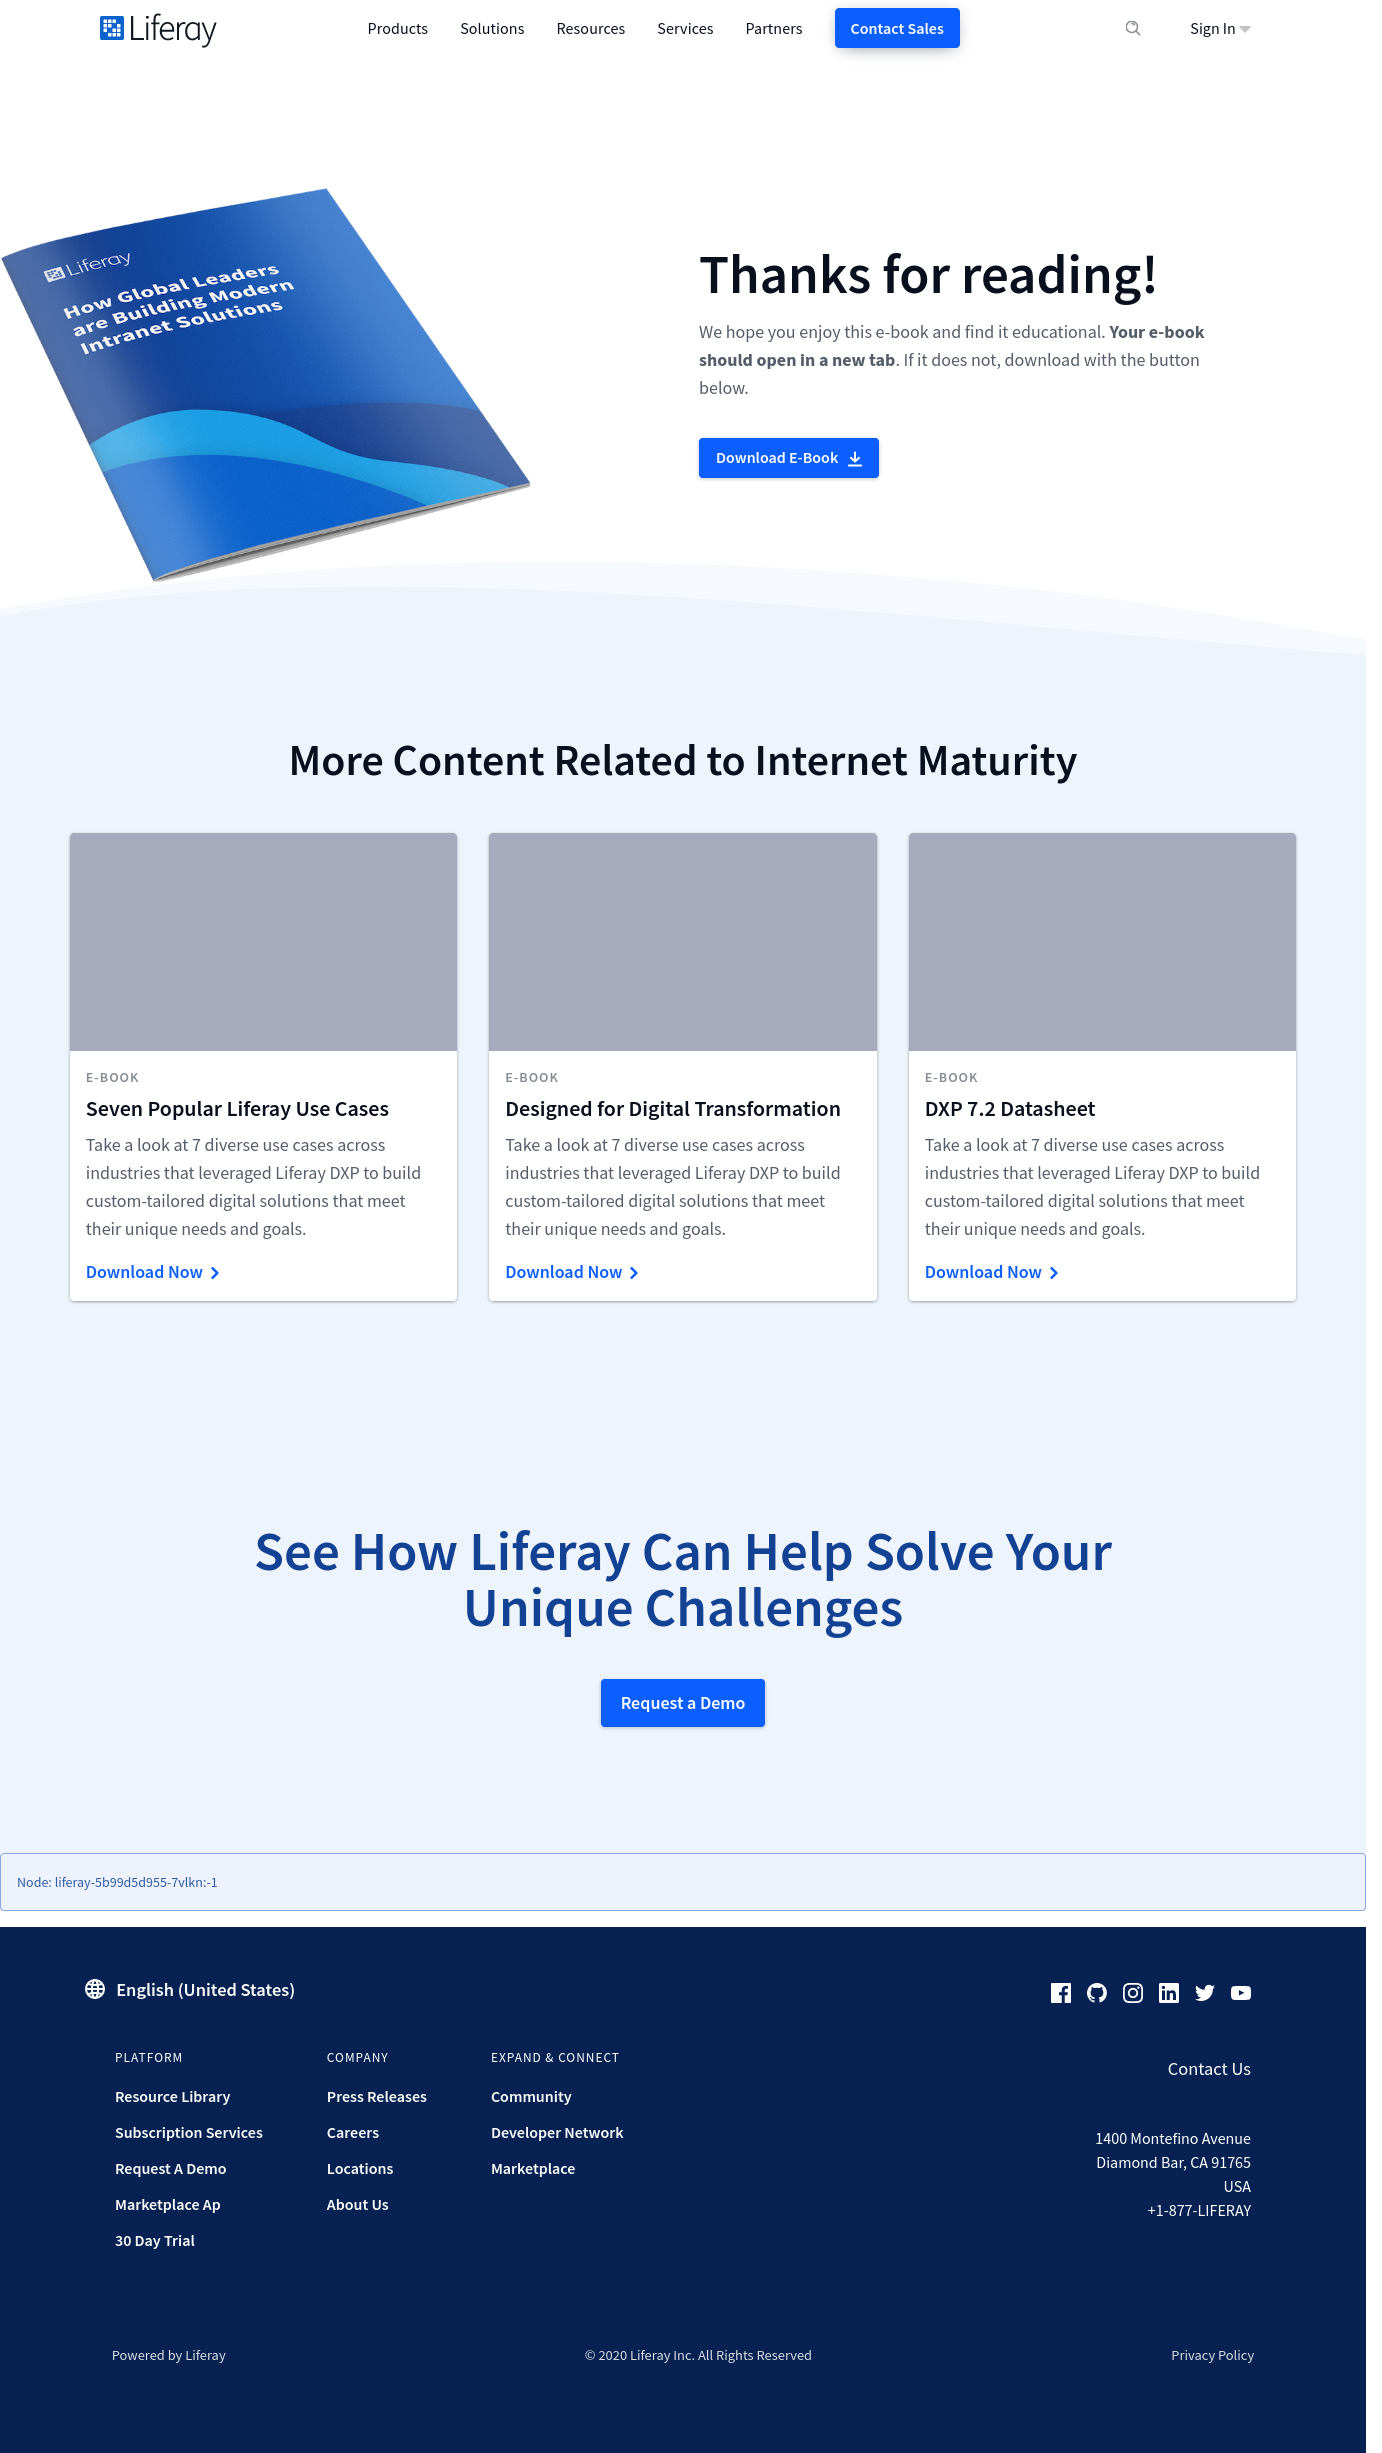 Liferay
Products
Solutions
Resources
Services
Partners
Contact Sales
Sign In
Liferay
How Global Leaders
are Building Modern
Intranet Solutions
Thanks for reading!
We hope you enjoy this e-book and find it educational. Your e-book
should open in a new tab. If it does not, download with the button
below.
Download E-Book
More Content Related to Internet Maturity
E-BOOK
Seven Popular Liferay Use Cases
Take a look at 7 diverse use cases across
industries that leveraged Liferay DXP to build
custom-tailored digital solutions that meet
their unique needs and goals.
Download Now
E-BOOK
Designed for Digital Transformation
Take a look at 7 diverse use cases across
industries that leveraged Liferay DXP to build
custom-tailored digital solutions that meet
their unique needs and goals.
Download Now
E-BOOK
DXP 7.2 Datasheet
Take a look at 7 diverse use cases across
industries that leveraged Liferay DXP to build
custom-tailored digital solutions that meet
their unique needs and goals.
Download Now
See How Liferay Can Help Solve Your
Unique Challenges
Request a Demo
Node: liferay-5b99d5d955-7vlkn:-1
English (United States)
PLATFORM
Resource Library
Subscription Services
Request A Demo
Marketplace Ap
30 Day Trial
COMPANY
Press Releases
Careers
Locations
About Us
EXPAND & CONNECT
Community
Developer Network
Marketplace
Contact Us
1400 Montefino Avenue
Diamond Bar, CA 91765
USA
+1-877-LIFERAY
Powered by Liferay
© 2020 Liferay Inc. All Rights Reserved
Privacy Policy